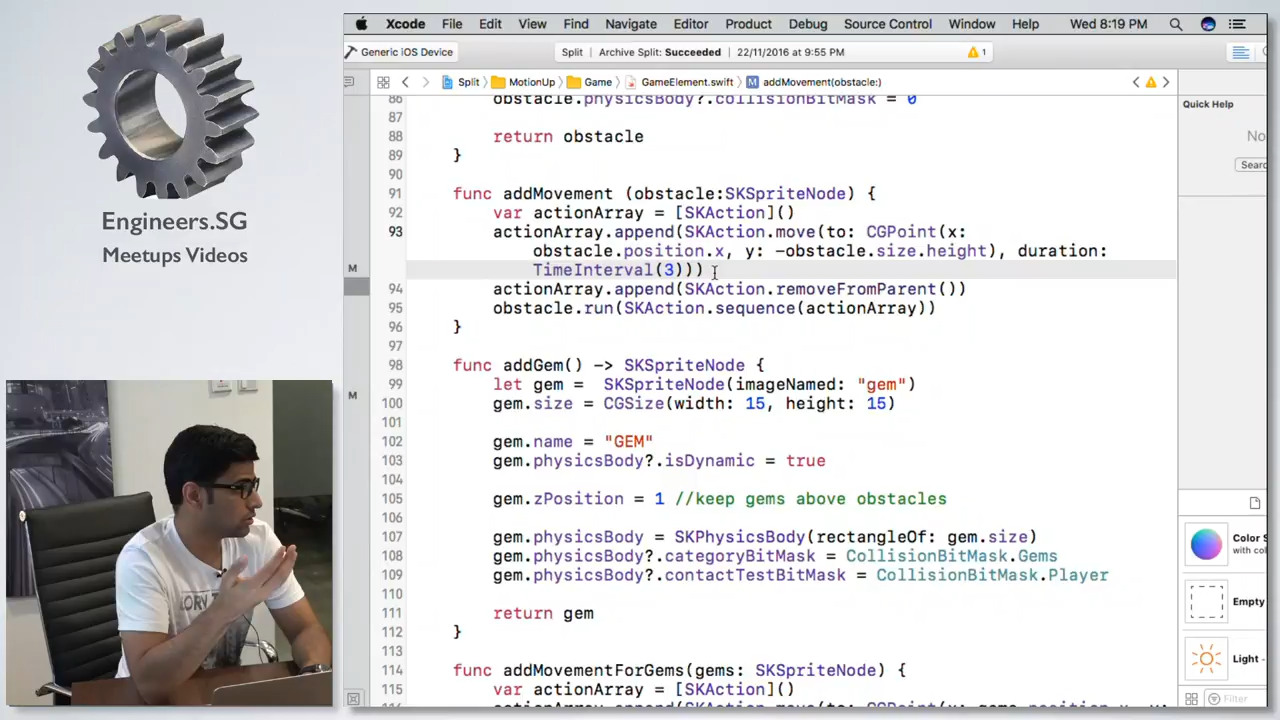 Xcode File Edit View Find Navigate Editor Product Debug Source Control Window Help Wed 8:19 PM
Generic iOS Device Split | Archive Split: Succeeded | 22/11/2016 at 9:55 PM 1
Split MotionUp Game GameElement.swift M addMovement(obstacle:)
Quick Help
No
Searc
86 obstacle.physicsBody?.collisionBitMask = 0
87
88 return obstacle
89 }
90
91 func addMovement (obstacle:SKSpriteNode) {
92 var actionArray = [SKAction]()
93 actionArray.append(SKAction.move(to: CGPoint(x:
obstacle.position.x, y: -obstacle.size.height), duration:
M TimeInterval(3)))
94 actionArray.append(SKAction.removeFromParent())
95 obstacle.run(SKAction.sequence(actionArray))
96 }
97
98 func addGem() -> SKSpriteNode {
99 let gem = SKSpriteNode(imageNamed: "gem")
M
100 gem.size = CGSize(width: 15, height: 15)
101
102 gem.name = "GEM"
103 gem.physicsBody?.isDynamic = true
104
105 gem.zPosition = 1 //keep gems above obstacles
106
107 gem.physicsBody = SKPhysicsBody(rectangleOf: gem.size)
108 gem.physicsBody?.categoryBitMask = CollisionBitMask.Gems
109 gem.physicsBody?.contactTestBitMask = CollisionBitMask.Player
110
111 return gem
112 }
113
114 func addMovementForGems(gems: SKSpriteNode) {
115 var actionArray = [SKAction]()
Color S
with col
Empty
Light -
Filter
Engineers.SG
Meetups Videos